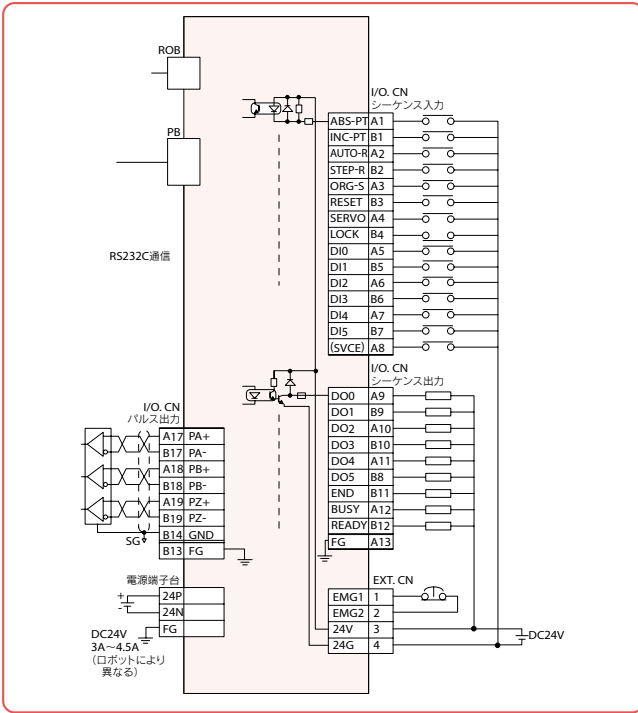 ROB
PB
RS232C通信
I/O. CN
シーケンス入力
ABS-PT A1
INC-PT B1
AUTO-R A2
STEP-R B2
ORG-S A3
RESET B3
SERVO A4
LOCK B4
DI0 A5
DI1 B5
DI2 A6
DI3 B6
DI4 A7
DI5 B7
(SVCE) A8
I/O. CN
シーケンス出力
DO0 A9
DO1 B9
DO2 A10
DO3 B10
DO4 A11
DO5 B8
END B11
BUSY A12
READY B12
FG A13
I/O. CN
パルス出力
A17 PA+
B17 PA-
A18 PB+
B18 PB-
A19 PZ+
B19 PZ-
B14 GND
B13 FG
SG
電源端子台
+ 24P
- 24N
FG
DC24V
3A~4.5A
(ロボットにより
異なる)
EXT. CN
EMG1 1
EMG2 2
24V 3
24G 4
DC24V